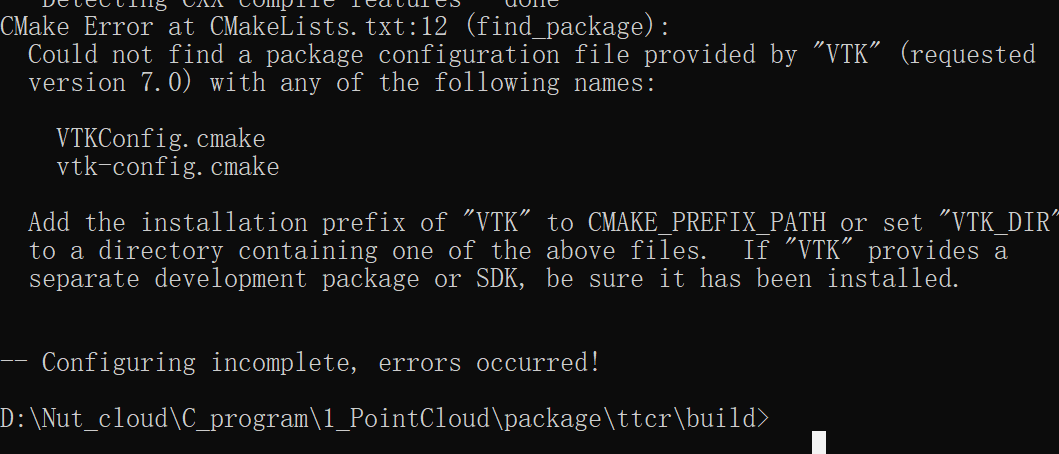 Detecting CXX compile features - done
CMake Error at CMakeLists.txt:12 (find_package):
  Could not find a package configuration file provided by "VTK" (requested
  version 7.0) with any of the following names:

    VTKConfig.cmake
    vtk-config.cmake

  Add the installation prefix of "VTK" to CMAKE_PREFIX_PATH or set "VTK_DIR"
  to a directory containing one of the above files.  If "VTK" provides a
  separate development package or SDK, be sure it has been installed.


-- Configuring incomplete, errors occurred!

D:\Nut_cloud\C_program\1_PointCloud\package\ttcr\build>